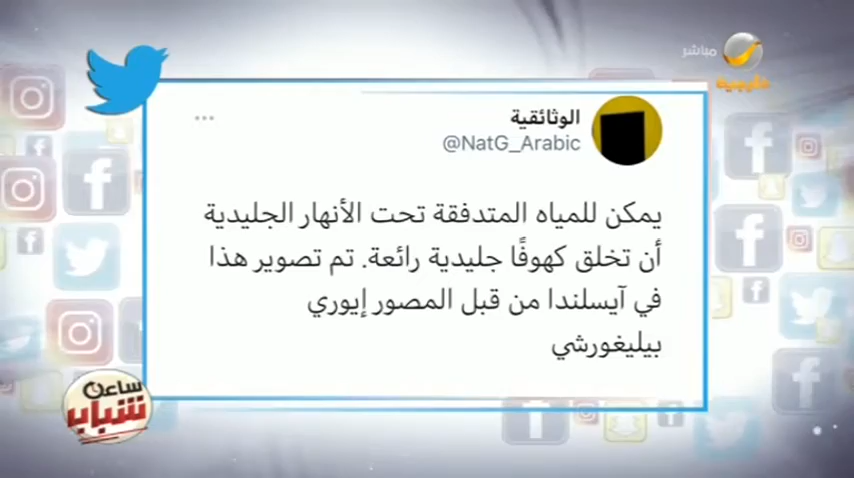 مباشر
خليجية
الوثائقية
@NatG_Arabic
يمكن للمياه المتدفقة تحت الأنهار الجليدية
أن تخلق كهوفًا جليدية رائعة. تم تصوير هذا
في آيسلندا من قبل المصور إيوري
بيليغورشي
ساعة
شباب